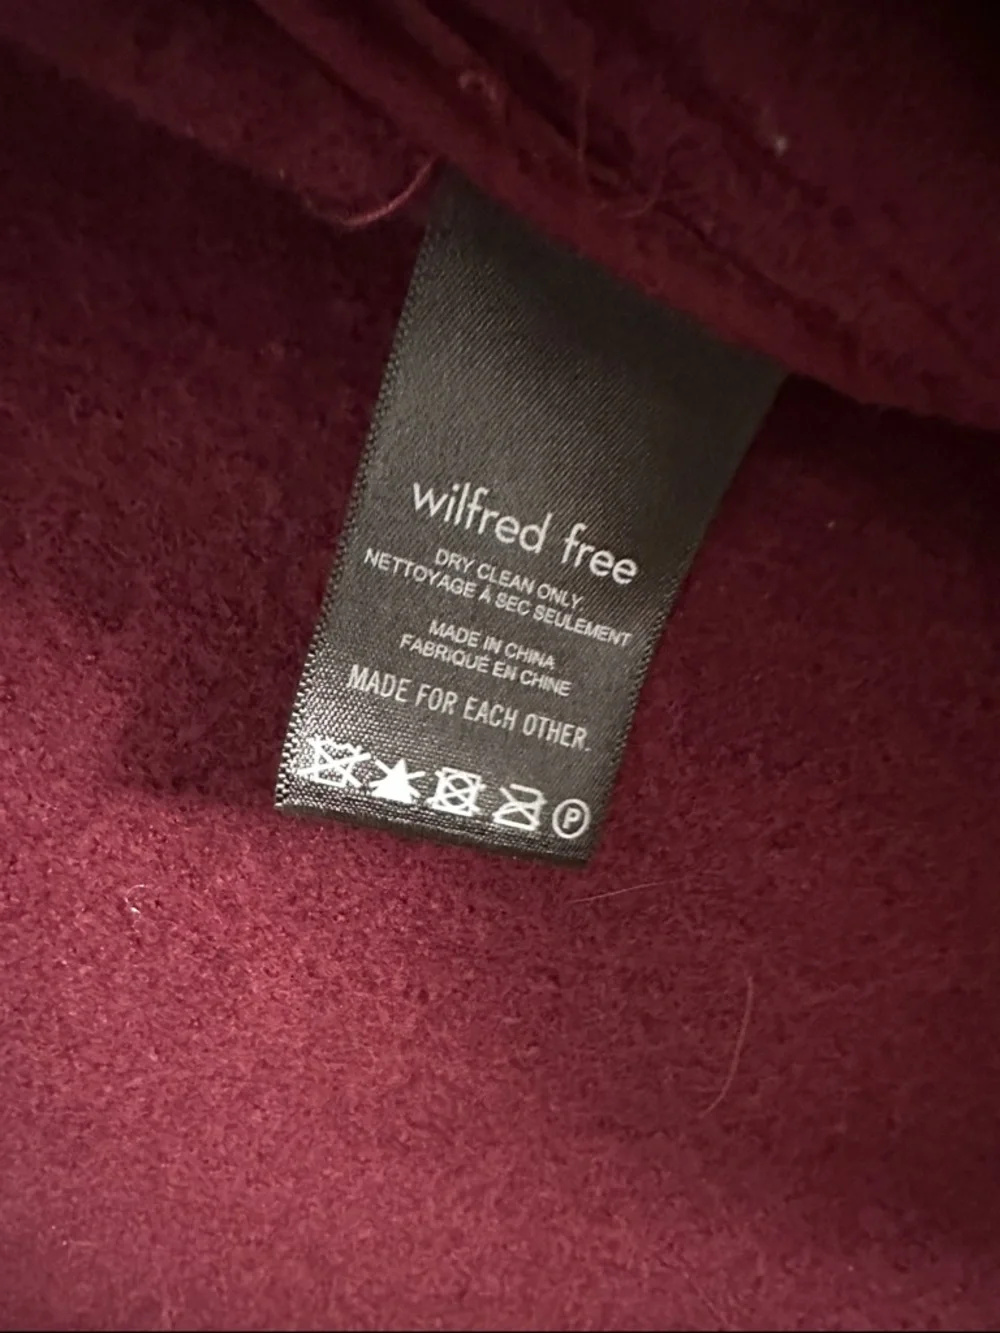 wilfred free
DRY CLEAN ONLY
NETTOYAGE À SEC SEULEMENT
MADE IN CHINA
FABRIQUÉ EN CHINE
MADE FOR EACH OTHER.
P